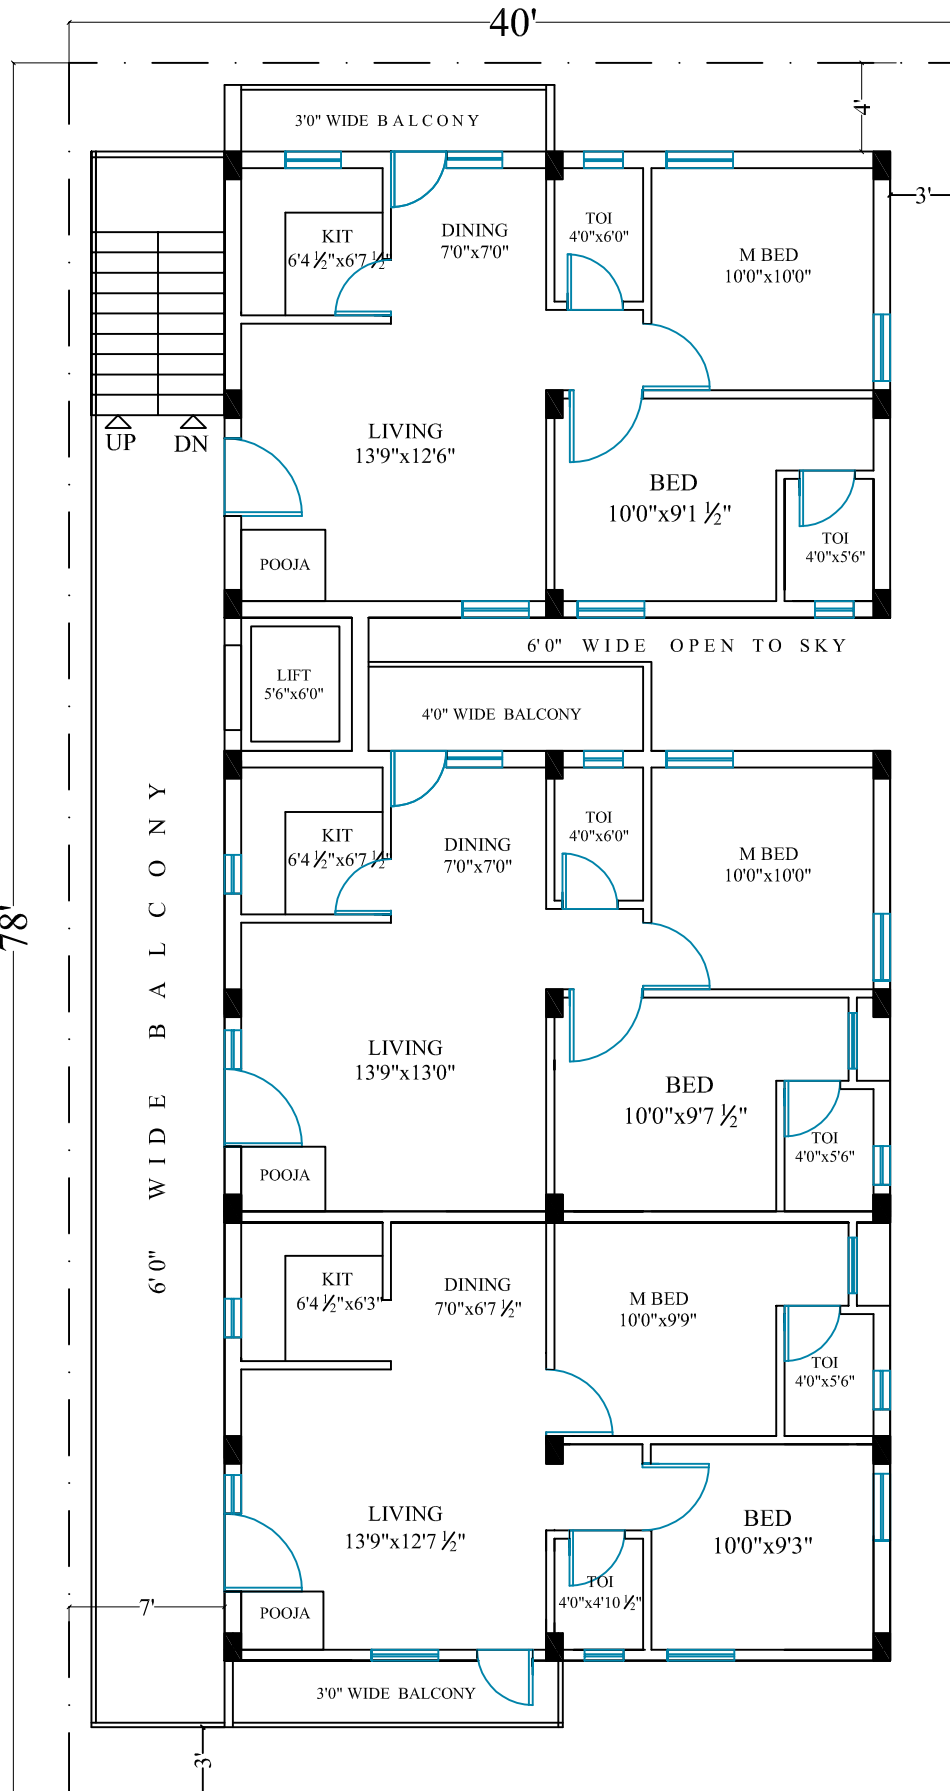 40'
4'
3'0" WIDE BALCONY
3'
KIT
6'4 ½"x6'7 ½"
DINING
7'0"x7'0"
TOI
4'0"x6'0"
M BED
10'0"x10'0"
UP
DN
LIVING
13'9"x12'6"
BED
10'0"x9'1 ½"
TOI
4'0"x5'6"
POOJA
6'0" WIDE OPEN TO SKY
LIFT
5'6"x6'0"
4'0" WIDE BALCONY
KIT
6'4 ½"x6'7 ½"
DINING
7'0"x7'0"
TOI
4'0"x6'0"
M BED
10'0"x10'0"
78'
6'0" WIDE BALCONY
LIVING
13'9"x13'0"
BED
10'0"x9'7 ½"
TOI
4'0"x5'6"
POOJA
KIT
6'4 ½"x6'3"
DINING
7'0"x6'7 ½"
M BED
10'0"x9'9"
TOI
4'0"x5'6"
LIVING
13'9"x12'7 ½"
BED
10'0"x9'3"
TOI
4'0"x4'10 ½"
7'
POOJA
3'0" WIDE BALCONY
3'